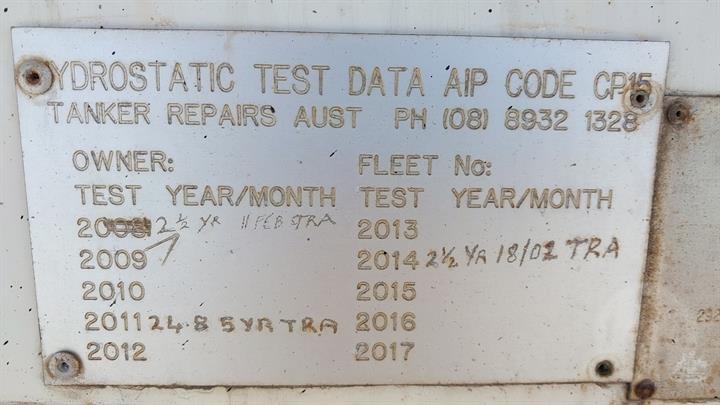 YDROSTATIC TEST DATA AIP CODE CP15
TANKER REPAIRS AUST PH (08) 8932 1328
OWNER: FLEET No:
TEST YEAR/MONTH TEST YEAR/MONTH
2008 2½ YR 11 FEB TRA 2013
2009 2014 2½ YR 18/02 TRA
2010 2015
2011 24.8 5 YR TRA 2016
2012 2017